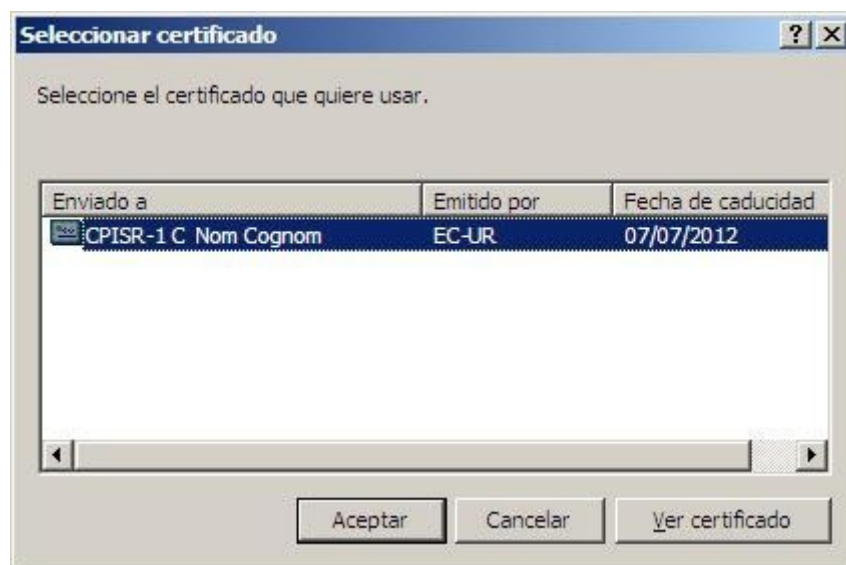 Seleccionar certificado
Seleccione el certificado que quiere usar.
Enviado a Emitido por Fecha de caducidad
CPISR-1 C Nom Cognom EC-UR 07/07/2012
Aceptar Cancelar Ver certificado